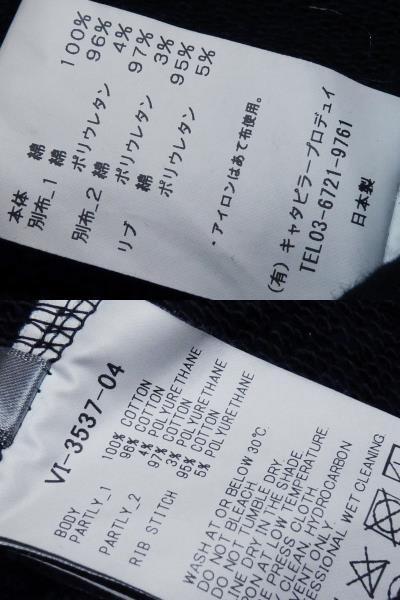 本体 綿 100%
別布_1 綿 96%
ポリウレタン 4%
別布_2 綿 97%
ポリウレタン 3%
リブ 綿 95%
ポリウレタン 5%
・アイロンはあて布使用。
(有)キャタピラープロデュイ
TEL03-6721-9761
日本製
VI-3537-04
BODY 100% COTTON
PARTLY_1 96% COTTON
4% POLYURETHANE
PARTLY_2 97% COTTON
3% POLYURETHANE
RIB STITCH 95% COTTON
5% POLYURETHANE
WASH AT OR BELOW 30℃.
DO NOT BLEACH
DO NOT TUMBLE DRY.
INE DRY IN THE SHADE.
ON AT LOW TEMPERATURE.
E PRESS CLOTH.
Y CLEAN, HYDROCARBON
VENT ONLY.
ESSIONAL WET CLEANING